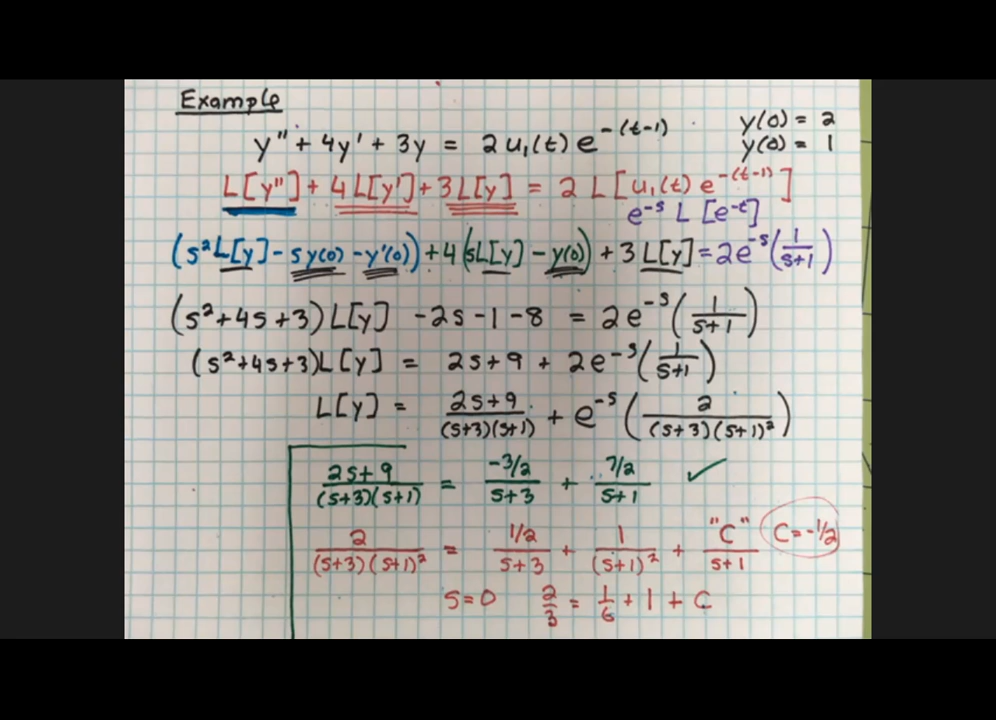 Example
y" + 4y' + 3y = 2u₁(t) e^-(t-1) y(0) = 2
y(0) = 1
L[y"] + 4L[y'] + 3L[y] = 2 L[u₁(t) e^-(t-1)]
e^-s L[e^-t]
(s²L[y] - sy(0) - y'(0)) + 4(sL[y] - y(0)) + 3L[y] = 2e^-s (1/(s+1))
(s²+4s+3)L[y] -2s-1-8 = 2e^-s (1/(s+1))
(s²+4s+3)L[y] = 2s+9 + 2e^-s (1/(s+1))
L[y] = (2s+9)/((s+3)(s+1)) + e^-s (2/((s+3)(s+1)²))
(2s+9)/((s+3)(s+1)) = (-3/2)/(s+3) + (7/2)/(s+1) ✓
2/((s+3)(s+1)²) = (1/2)/(s+3) + 1/(s+1)² + "C"/(s+1) C=-1/2
s=0 2/3 = 1/6 + 1 + C